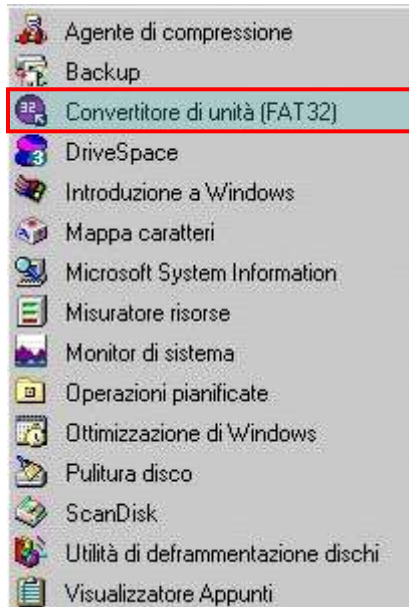 Agente di compressione
Backup
Convertitore di unità (FAT32)
DriveSpace
Introduzione a Windows
Mappa caratteri
Microsoft System Information
Misuratore risorse
Monitor di sistema
Operazioni pianificate
Ottimizzazione di Windows
Pulitura disco
ScanDisk
Utilità di deframmentazione dischi
Visualizzatore Appunti